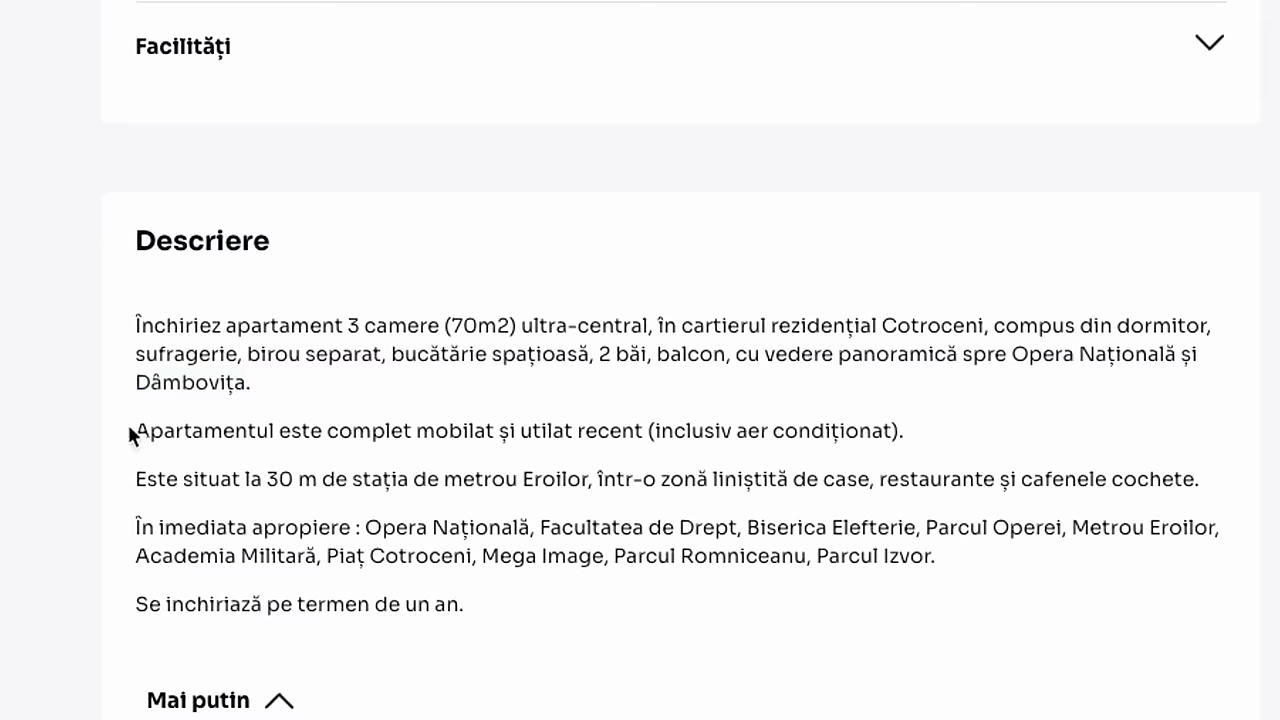 Facilități
Descriere
Închiriez apartament 3 camere (70m2) ultra-central, în cartierul rezidențial Cotroceni, compus din dormitor,
sufragerie, birou separat, bucătărie spațioasă, 2 băi, balcon, cu vedere panoramică spre Opera Națională și
Dâmbovița.
Apartamentul este complet mobilat și utilat recent (inclusiv aer condiționat).
Este situat la 30 m de stația de metrou Eroilor, într-o zonă liniștită de case, restaurante și cafenele cochete.
În imediata apropiere : Opera Națională, Facultatea de Drept, Biserica Elefterie, Parcul Operei, Metrou Eroilor,
Academia Militară, Piaț Cotroceni, Mega Image, Parcul Romniceanu, Parcul Izvor.
Se inchiriază pe termen de un an.
Mai putin